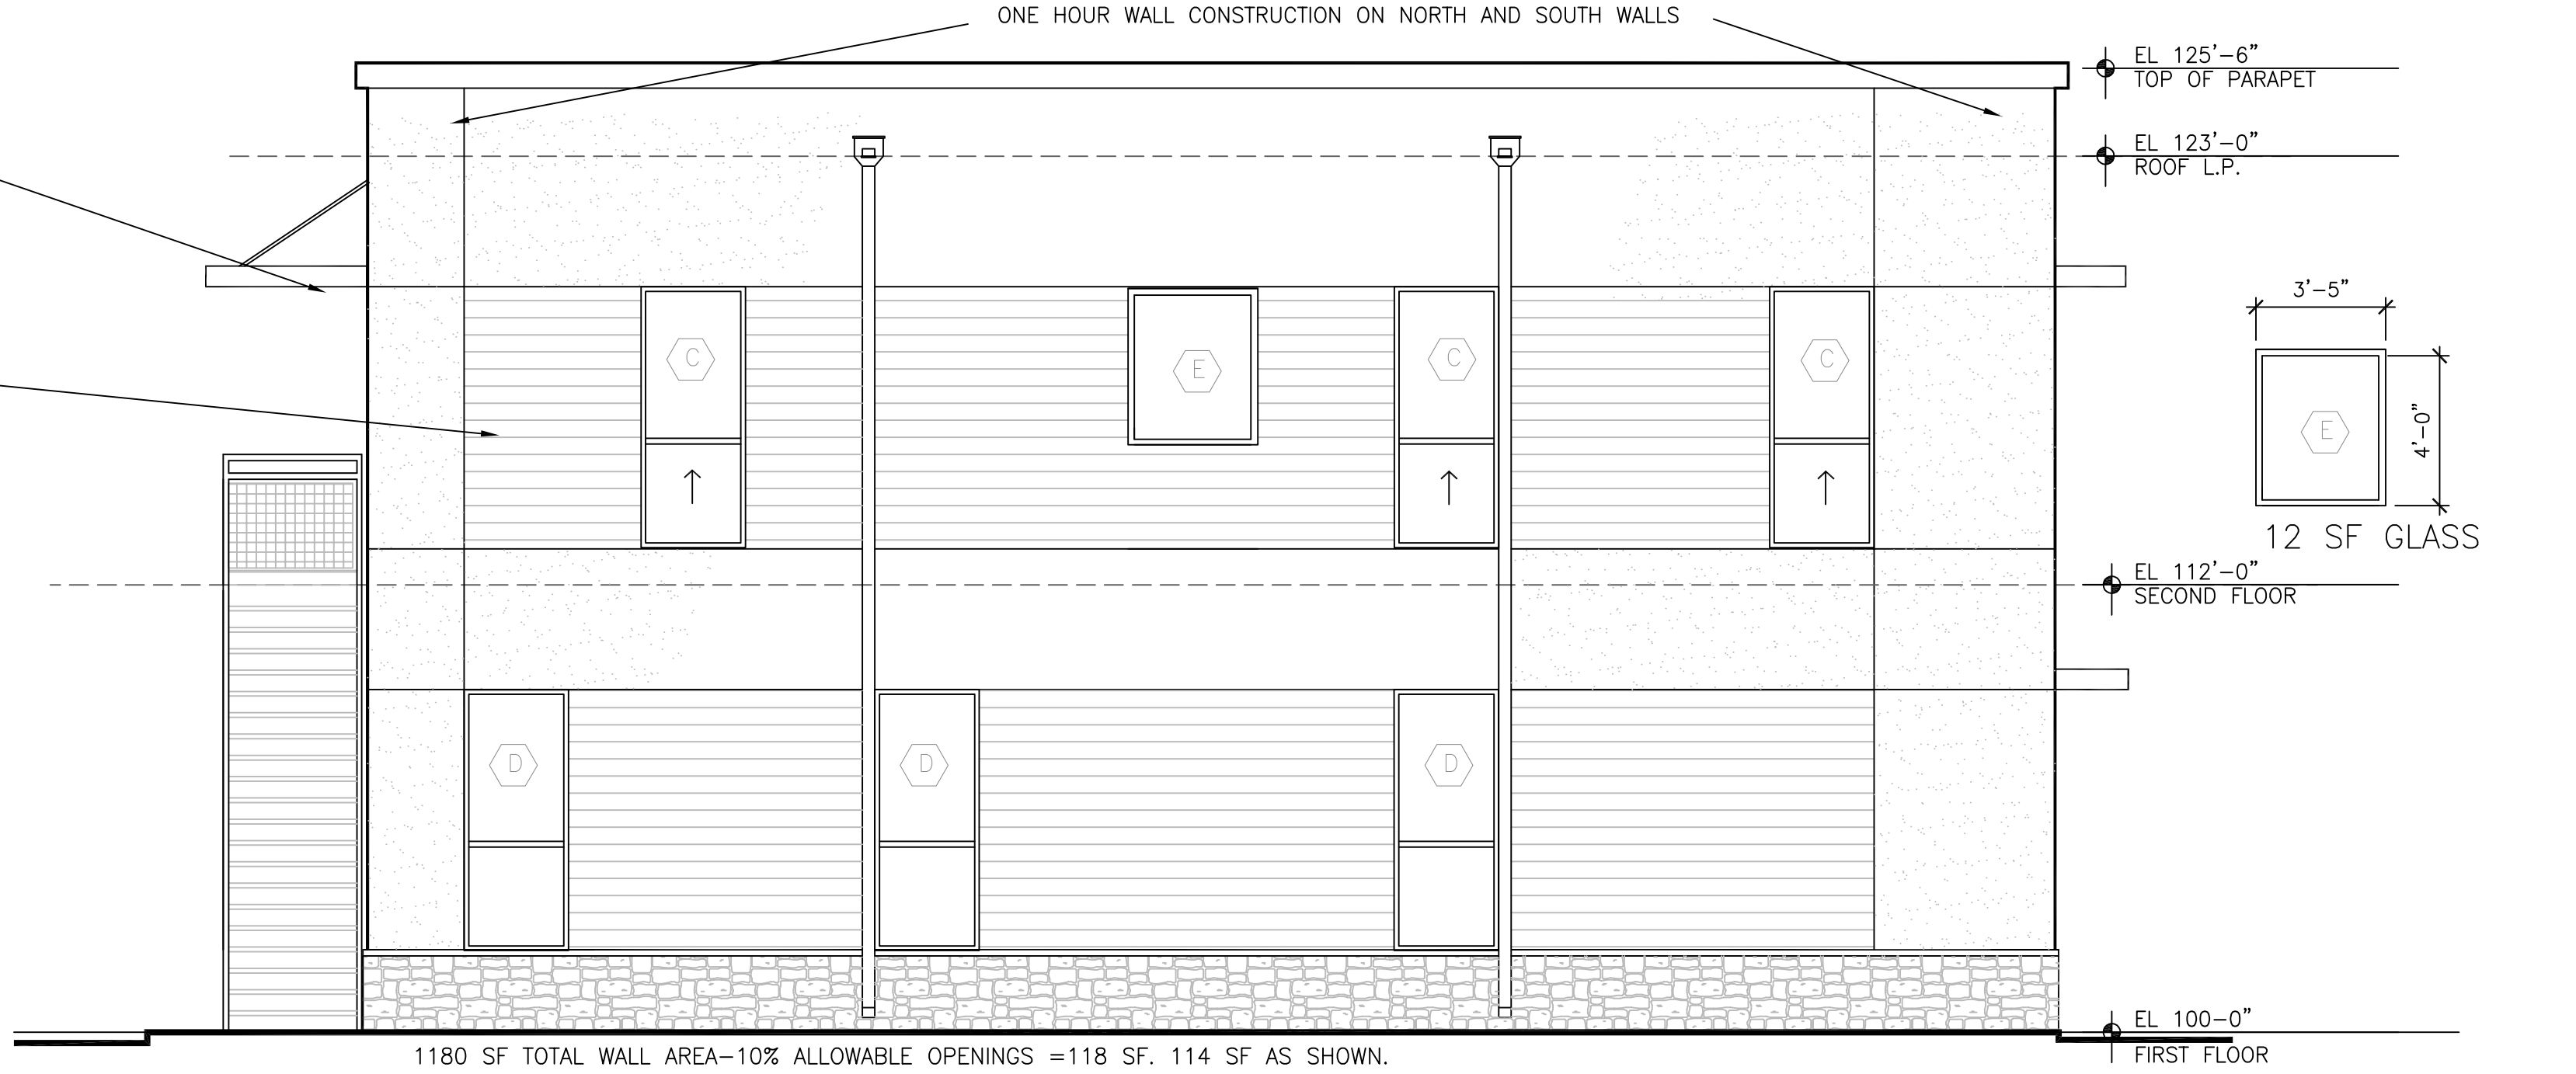 ONE HOUR WALL CONSTRUCTION ON NORTH AND SOUTH WALLS
EL 125'-6"
TOP OF PARAPET
EL 123'-0"
ROOF L.P.
C
E
C
C
3'-5"
E
4'-0"
12 SF GLASS
EL 112'-0"
SECOND FLOOR
D
D
D
EL 100-0"
FIRST FLOOR
1180 SF TOTAL WALL AREA-10% ALLOWABLE OPENINGS =118 SF. 114 SF AS SHOWN.